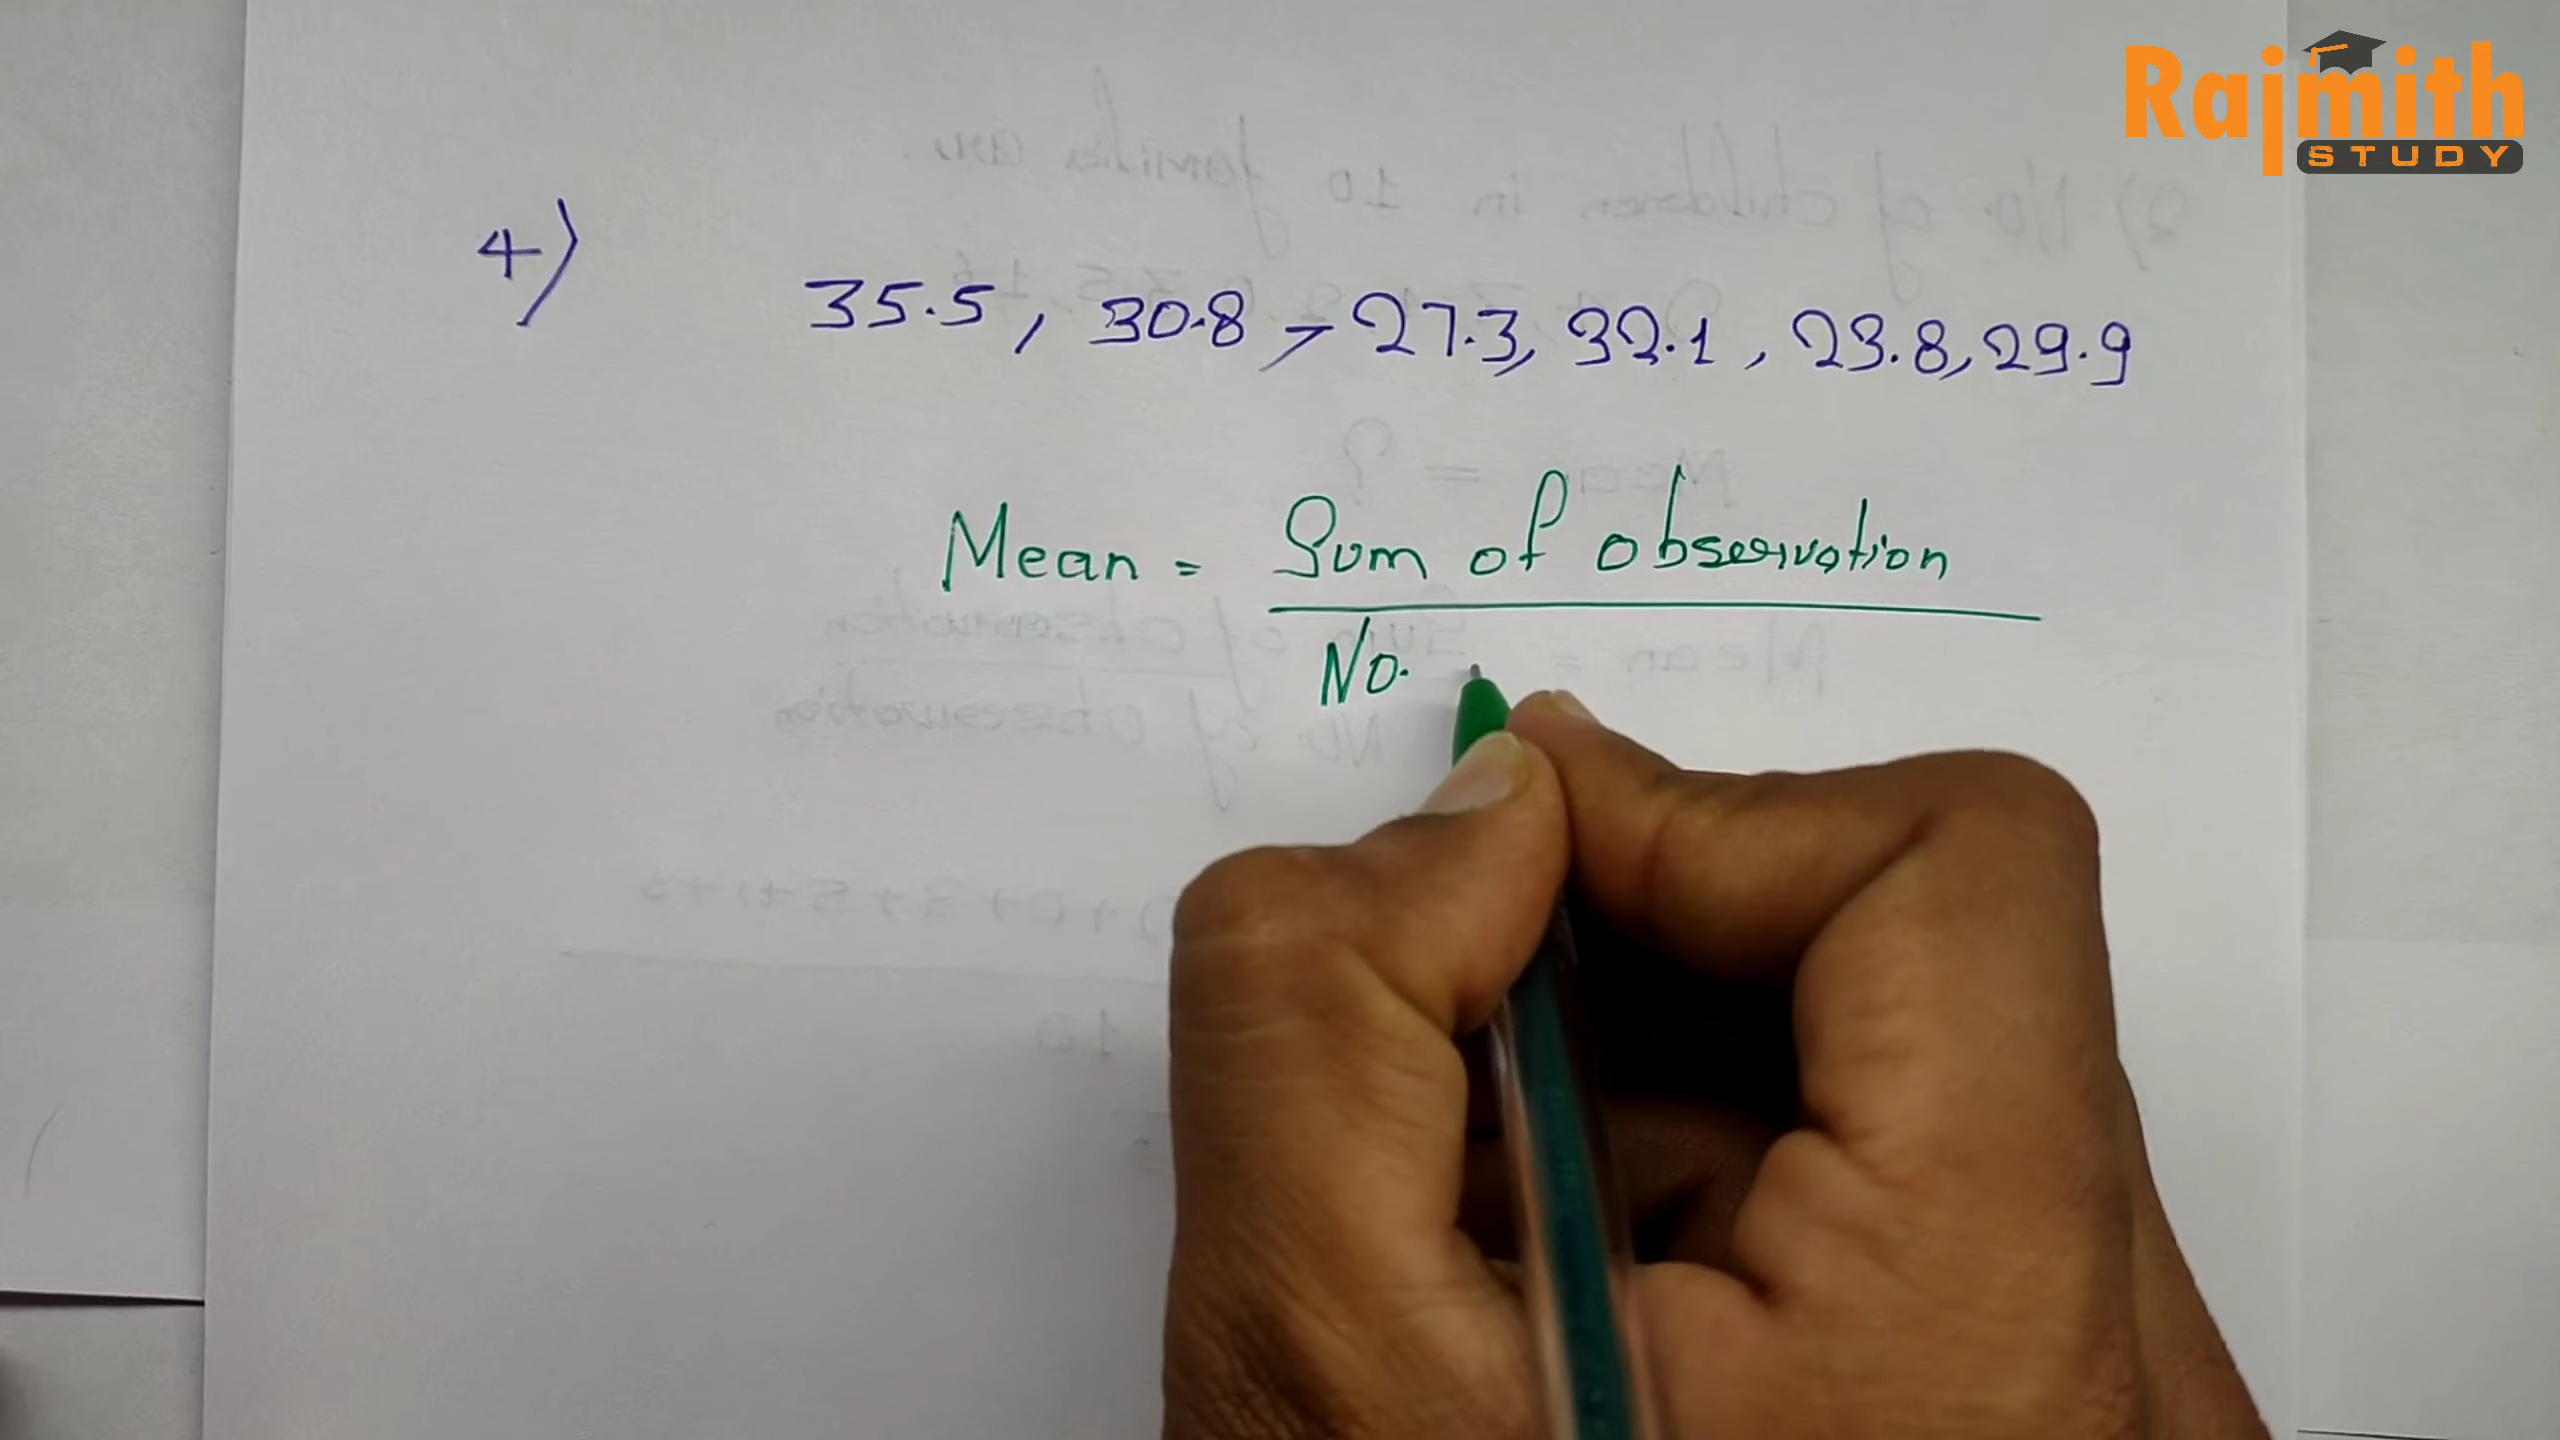 Rajmith
STUDY
4)
35.5, 30.8, 27.3, 32.1, 23.8, 29.9
Mean = Sum of observation
No.